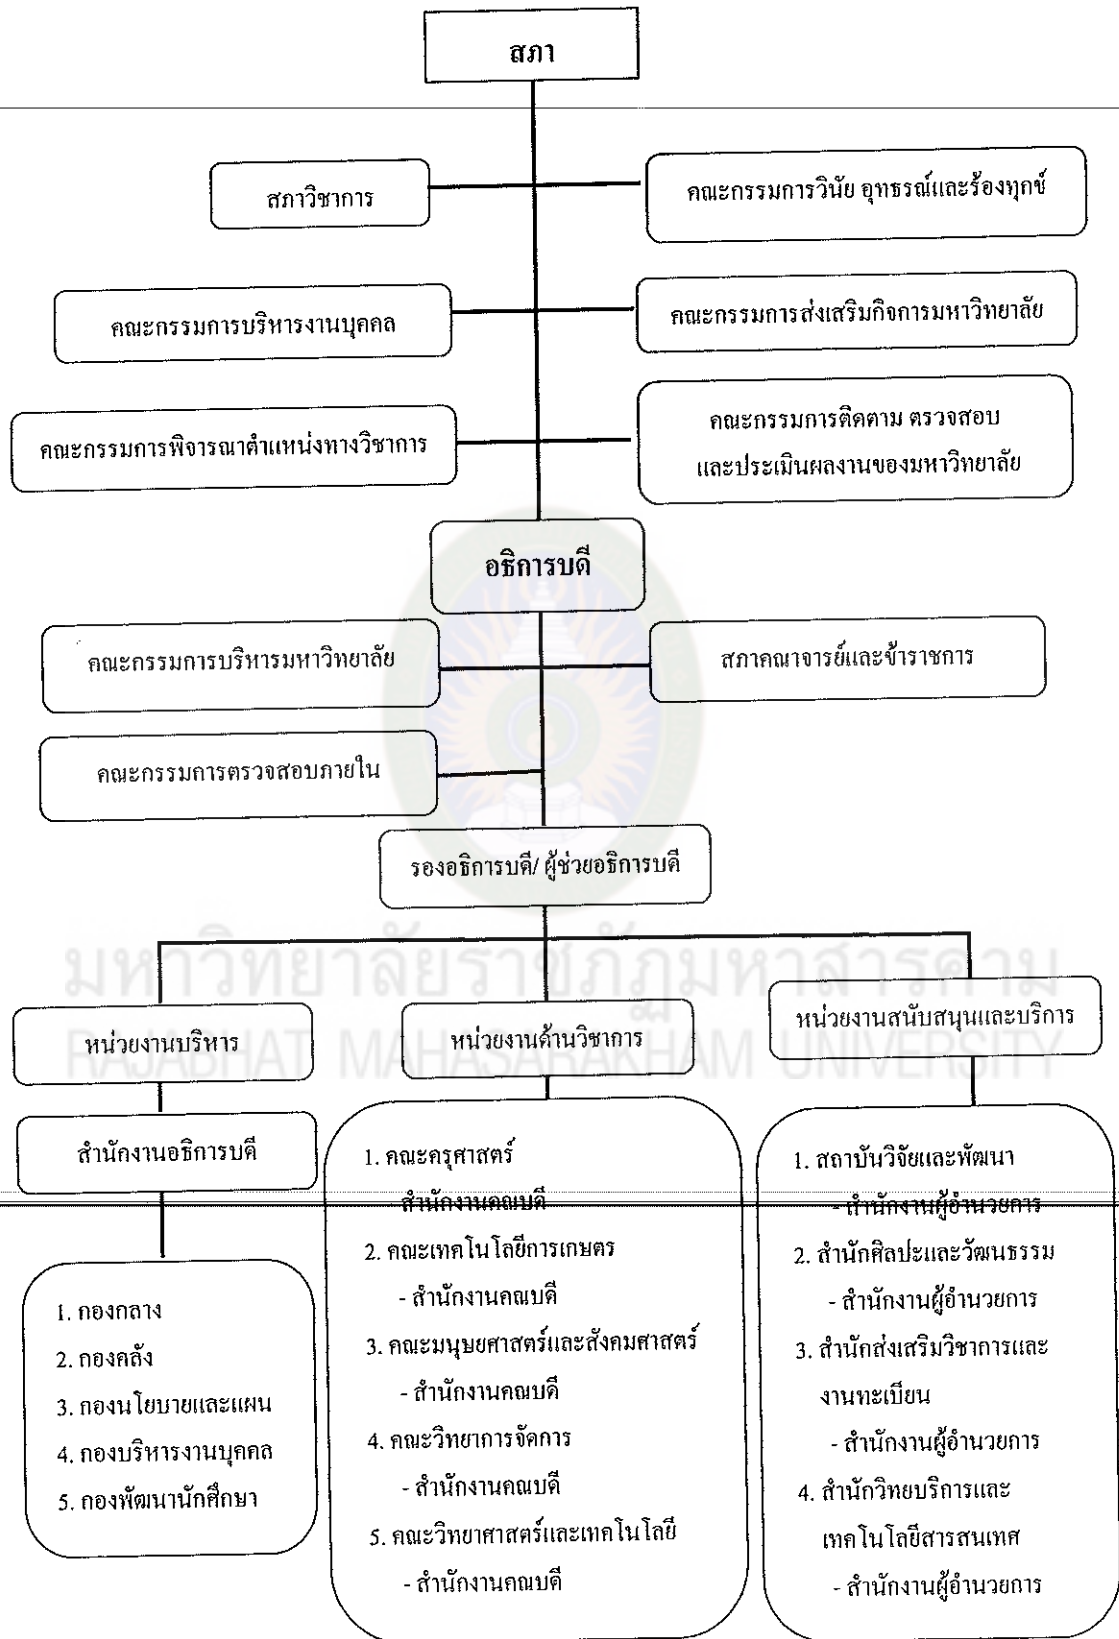 สภา
สภาวิชาการ
คณะกรรมการวินัย อุทธรณ์และร้องทุกข์
คณะกรรมการบริหารงานบุคคล
คณะกรรมการส่งเสริมกิจการมหาวิทยาลัย
คณะกรรมการพิจารณาตำแหน่งทางวิชาการ
คณะกรรมการติดตาม ตรวจสอบ
และประเมินผลงานของมหาวิทยาลัย
อธิการบดี
คณะกรรมการบริหารมหาวิทยาลัย
สภาคณาจารย์และข้าราชการ
คณะกรรมการตรวจสอบภายใน
รองอธิการบดี/ ผู้ช่วยอธิการบดี
มหาวิทยาลัยราชภัฏมหาสารคาม
RAJABHAT MAHASARAKHAM UNIVERSITY
หน่วยงานบริหาร
สำนักงานอธิการบดี
1. กองกลาง
2. กองคลัง
3. กองนโยบายและแผน
4. กองบริหารงานบุคคล
5. กองพัฒนานักศึกษา
หน่วยงานด้านวิชาการ
1. คณะครุศาสตร์
- สำนักงานคณบดี
2. คณะเทคโนโลยีการเกษตร
- สำนักงานคณบดี
3. คณะมนุษยศาสตร์และสังคมศาสตร์
- สำนักงานคณบดี
4. คณะวิทยาการจัดการ
- สำนักงานคณบดี
5. คณะวิทยาศาสตร์และเทคโนโลยี
- สำนักงานคณบดี
หน่วยงานสนับสนุนและบริการ
1. สถาบันวิจัยและพัฒนา
- สำนักงานผู้อำนวยการ
2. สำนักศิลปะและวัฒนธรรม
- สำนักงานผู้อำนวยการ
3. สำนักส่งเสริมวิชาการและ
งานทะเบียน
- สำนักงานผู้อำนวยการ
4. สำนักวิทยบริการและ
เทคโนโลยีสารสนเทศ
- สำนักงานผู้อำนวยการ